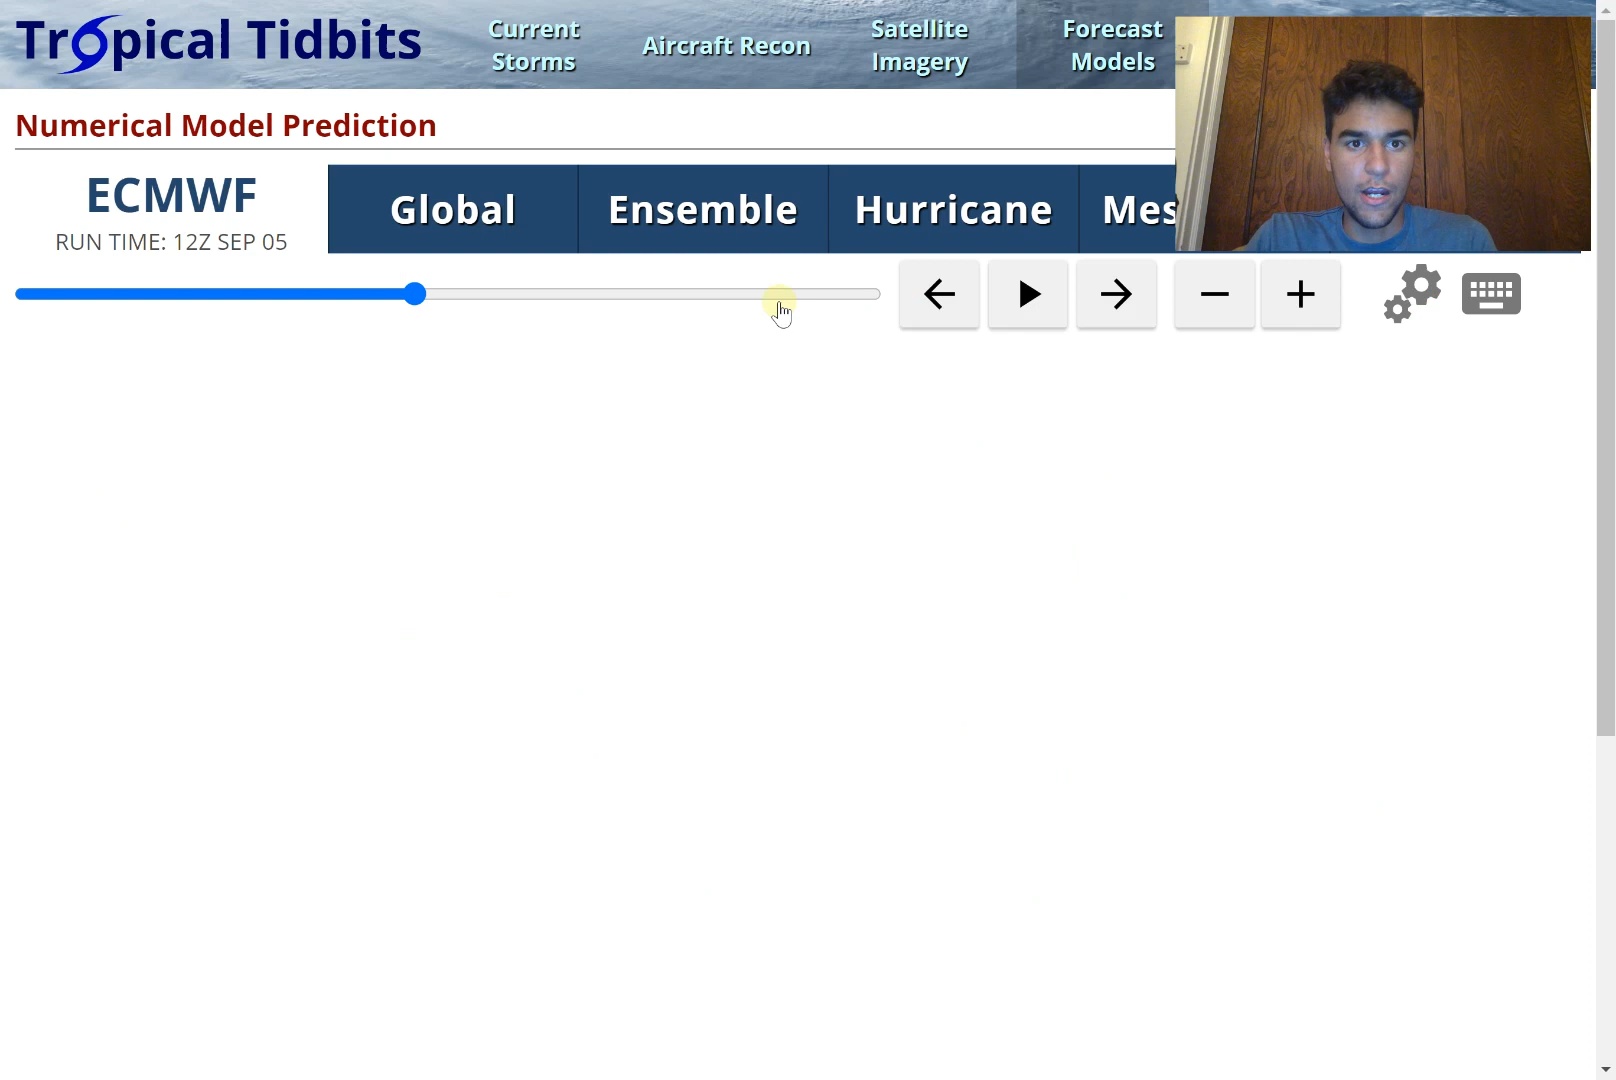 Tropical Tidbits
Current
Storms
Aircraft Recon
Satellite
Imagery
Forecast
Models
Numerical Model Prediction
ECMWF
RUN TIME: 12Z SEP 05
Global
Ensemble
Hurricane
Mes